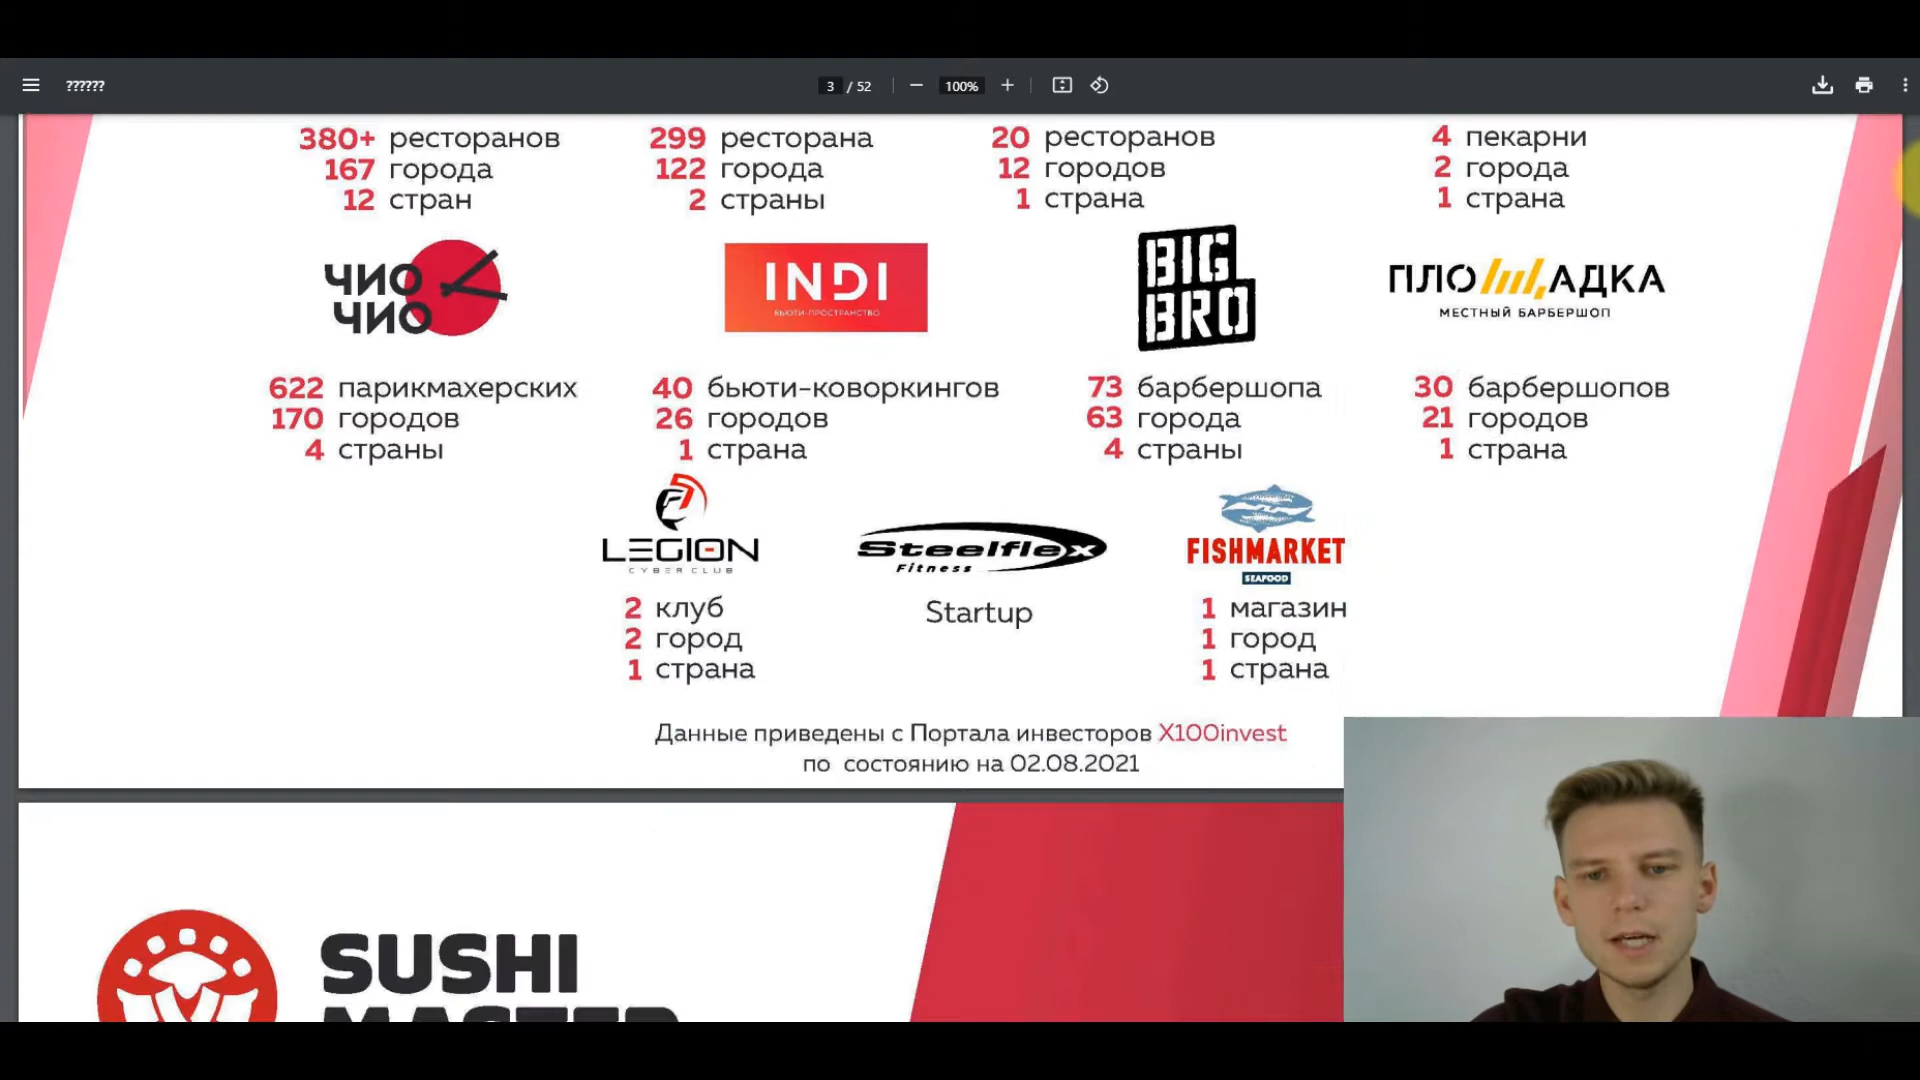 ??????
3 / 52
100%
380+ ресторанов
167 города
12 стран
299 ресторана
122 города
2 страны
20 ресторанов
12 городов
1 страна
4 пекарни
2 города
1 страна
ЧИО
ЧИО
INDI
БЬЮТИ-ПРОСТРАНСТВО
BIG
BRO
ПЛОЩАДКА
МЕСТНЫЙ БАРБЕРШОП
622 парикмахерских
170 городов
4 страны
40 бьюти-коворкингов
26 городов
1 страна
73 барбершопа
63 города
4 страны
30 барбершопов
21 городов
1 страна
LEGION
CYBER CLUB
2 клуб
2 город
1 страна
Steelflex
Fitness
Startup
FISHMARKET
SEAFOOD
1 магазин
1 город
1 страна
Данные приведены с Портала инвесторов X100invest
по состоянию на 02.08.2021
SUSHI
MASTER